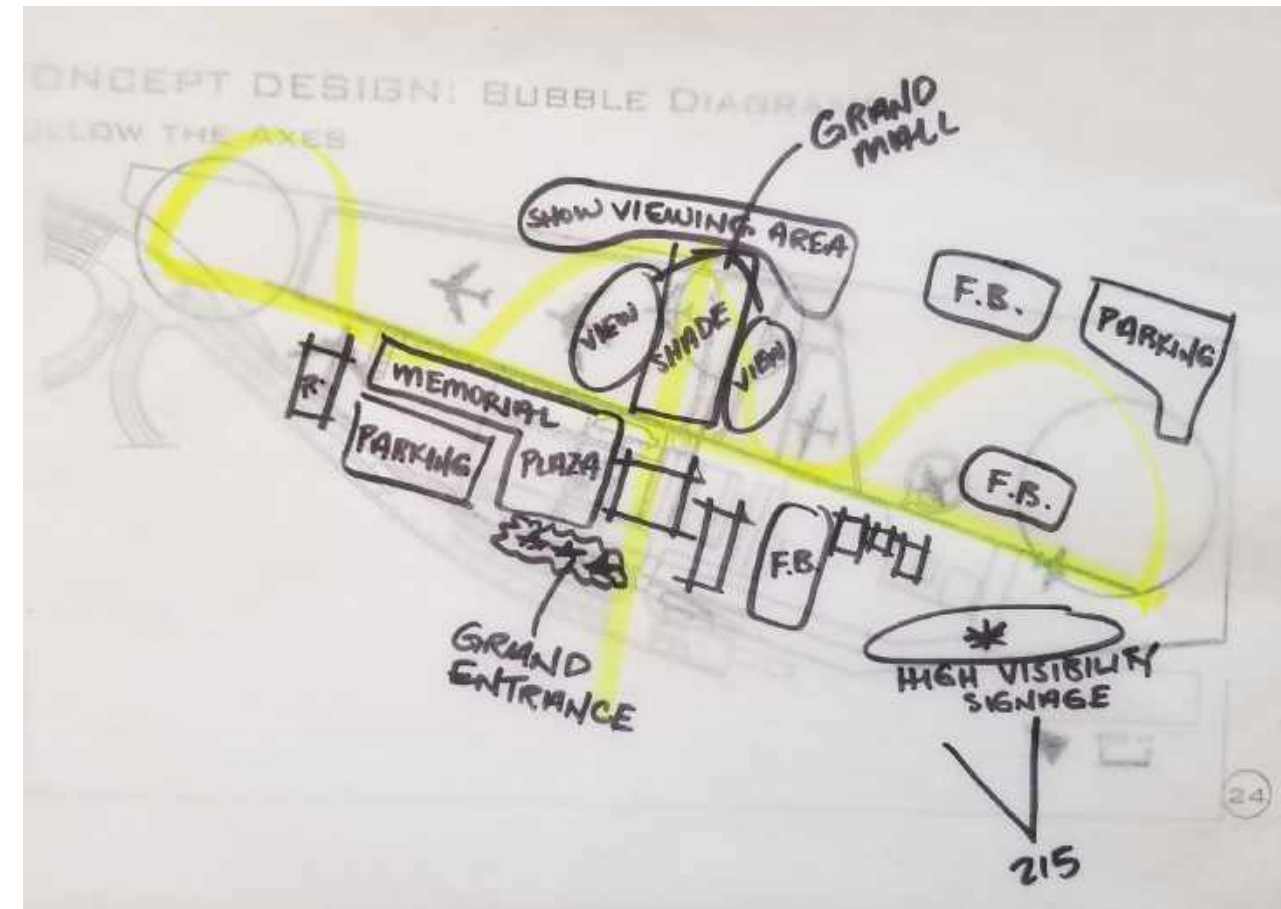 ONCEPT DESIGN: BUBBLE DIAGRA
LLOW THE AXES
GRAND
MALL
SHOW VIEWING AREA
VIEW
SHADE
VIEW
F.B.
PARKING
MEMORIAL
PLAZA
PARKING
F.B.
F.B.
GRAND
ENTRANCE
HIGH VISIBILITY
SIGNAGE
215
24